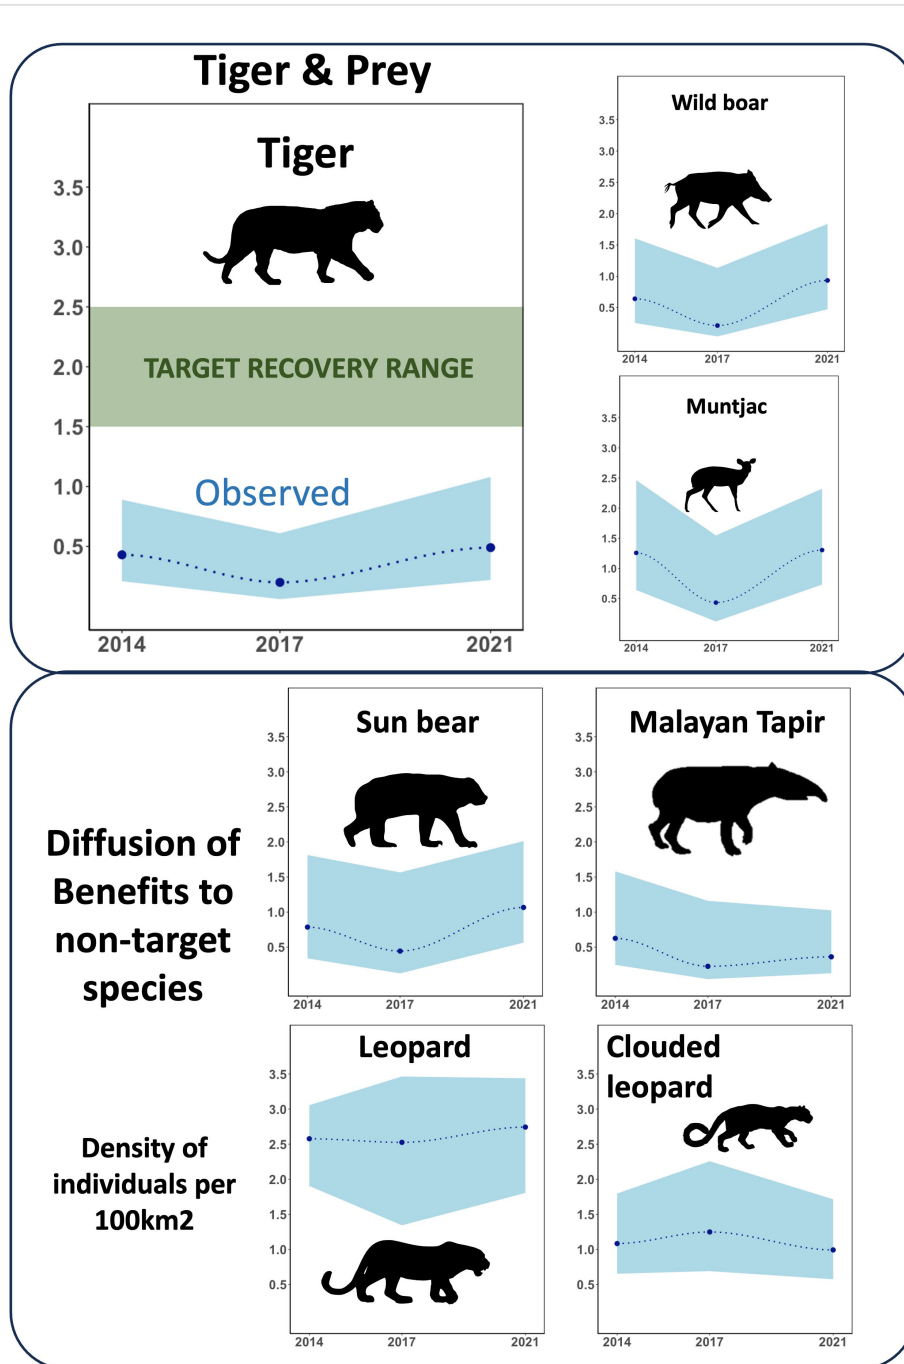 Tiger & Prey
Tiger
3.5
3.0
2.5
2.0
1.5
1.0
0.5
TARGET RECOVERY RANGE
Observed
2014 2017 2021
Wild boar
3.5
3.0
2.5
2.0
1.5
1.0
0.5
2014 2017 2021
Muntjac
3.5
3.0
2.5
2.0
1.5
1.0
0.5
2014 2017 2021
Diffusion of
Benefits to
non-target
species
Density of
individuals per
100km2
Sun bear
3.5
3.0
2.5
2.0
1.5
1.0
0.5
2014 2017 2021
Malayan Tapir
3.5
3.0
2.5
2.0
1.5
1.0
0.5
2014 2017 2021
Leopard
3.5
3.0
2.5
2.0
1.5
1.0
0.5
2014 2017 2021
Clouded
leopard
3.5
3.0
2.5
2.0
1.5
1.0
0.5
2014 2017 2021